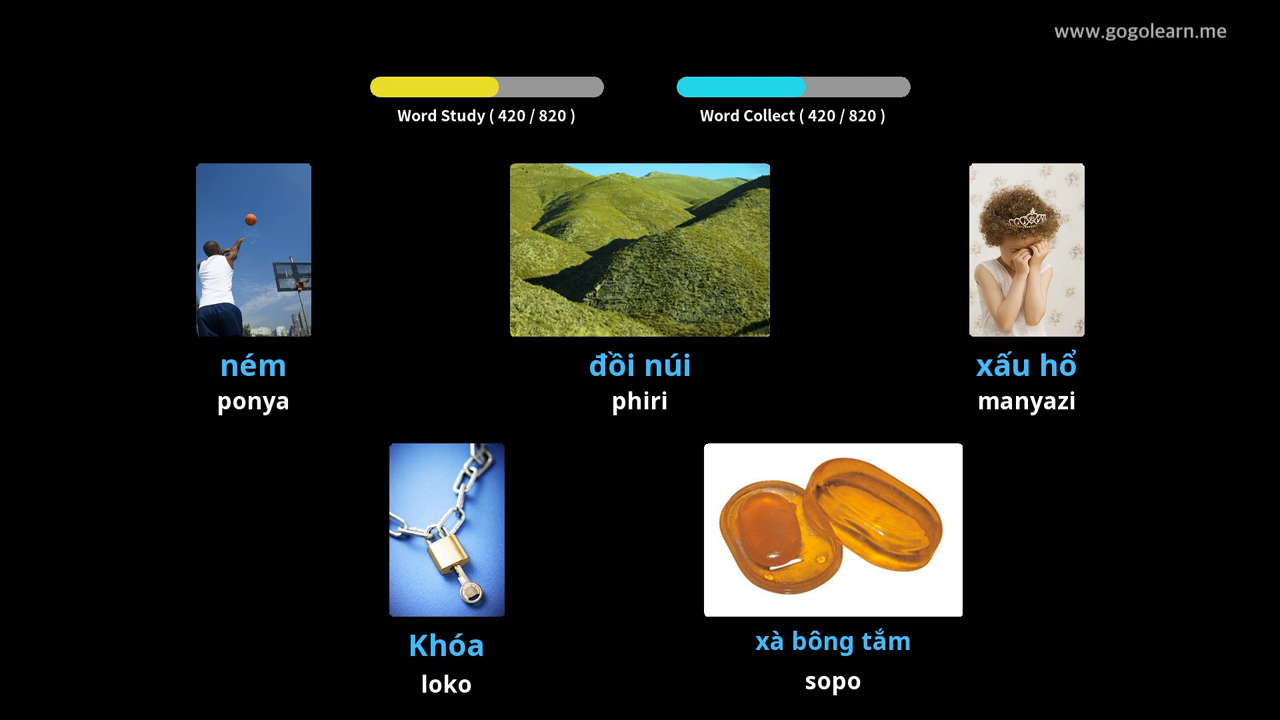 www.gogolearn.me
Word Study ( 420 / 820 )
Word Collect ( 420 / 820 )
ném
ponya
đồi núi
phiri
xấu hổ
manyazi
Khóa
loko
xà bông tắm
sopo